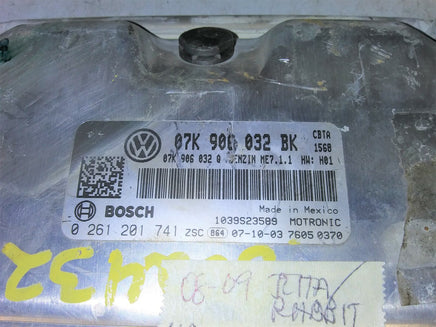 07K 906 032 BK CBTA
1568
07K 906 032 Q BENZIN ME7.1.1 HW: H01
BOSCH Made in Mexico
1039S23589 MOTRONIC
0 261 201 741 ZSC 864 07-10-03 7605 0370
432
08-09 JETTA/
RABBIT